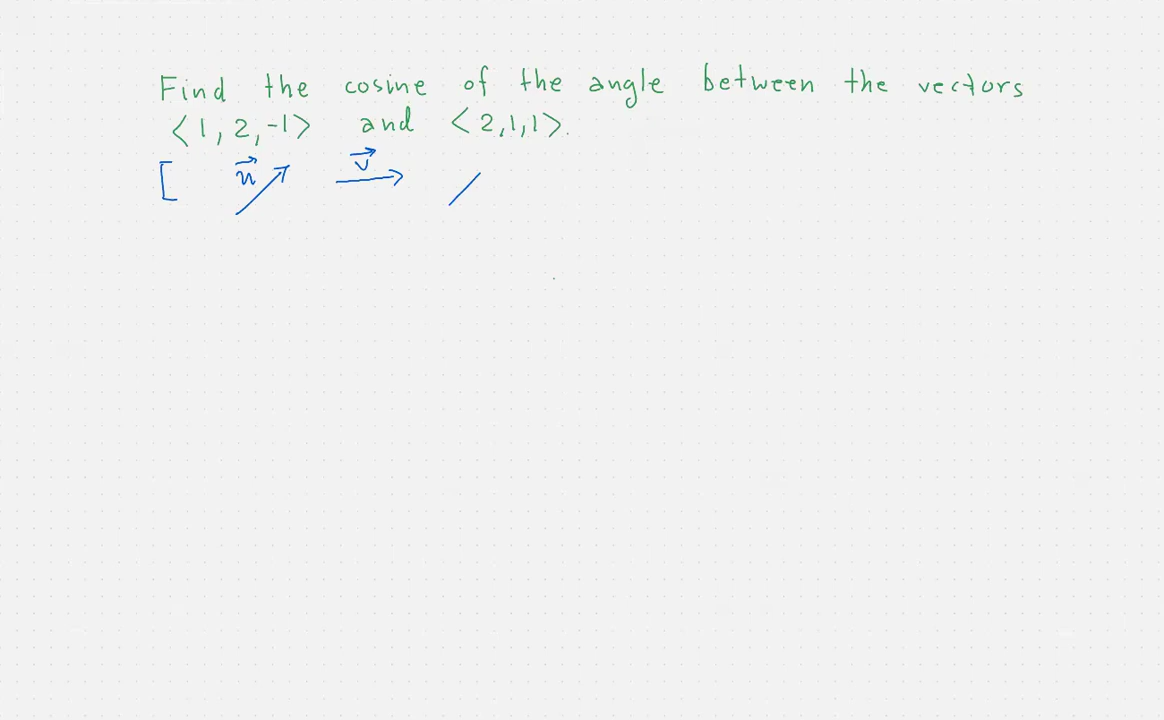 Find the cosine of the angle between the vectors
<1, 2, -1> and <2, 1, 1>.
[ u⃗ v⃗